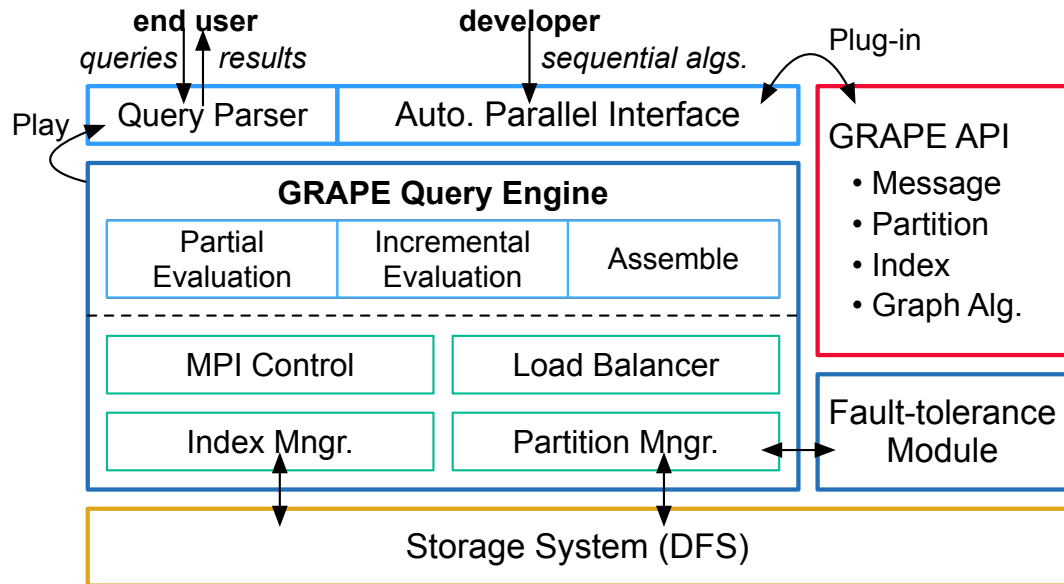 end user
developer
queries
results
sequential algs.
Plug-in
Play
Query Parser
Auto. Parallel Interface
GRAPE API
• Message
• Partition
• Index
• Graph Alg.
GRAPE Query Engine
Partial
Evaluation
Incremental
Evaluation
Assemble
MPI Control
Load Balancer
Index Mngr.
Partition Mngr.
Fault-tolerance
Module
Storage System (DFS)